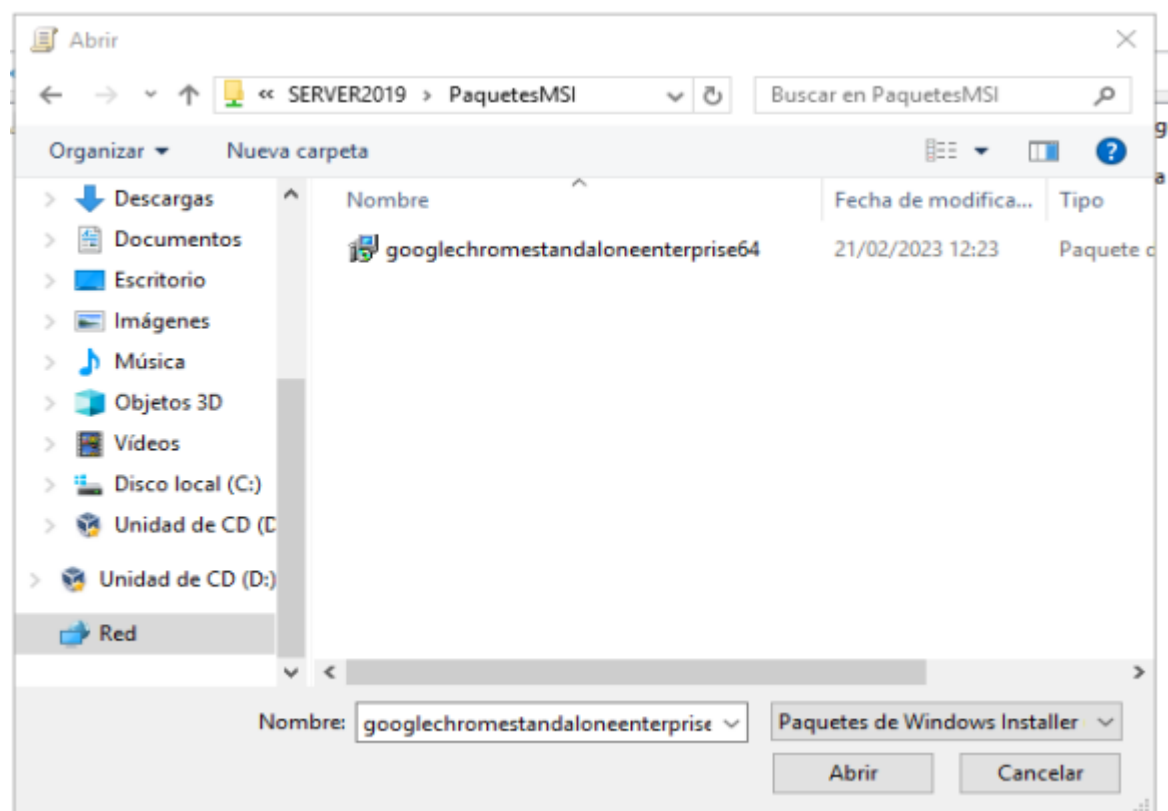 Abrir
« SERVER2019 > PaquetesMSI
Buscar en PaquetesMSI
Organizar
Nueva carpeta
Nombre
Fecha de modifica...
Tipo
googlechromestandaloneenterprise64
21/02/2023 12:23
Paquete
Descargas
Documentos
Escritorio
Imágenes
Música
Objetos 3D
Vídeos
Disco local (C:)
Unidad de CD (D
Unidad de CD (D:)
Red
Nombre:
googlechromestandaloneenterprise
Paquetes de Windows Installer
Abrir
Cancelar